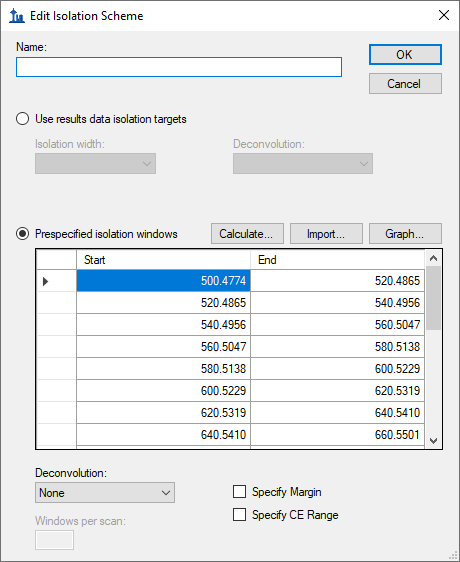 Edit Isolation Scheme
Name:
OK
Cancel
Use results data isolation targets
Isolation width:
Deconvolution:
Prespecified isolation windows
Calculate...
Import...
Graph...
Start End
500.4774 520.4865
520.4865 540.4956
540.4956 560.5047
560.5047 580.5138
580.5138 600.5229
600.5229 620.5319
620.5319 640.5410
640.5410 660.5501
Deconvolution:
None
Specify Margin
Specify CE Range
Windows per scan: